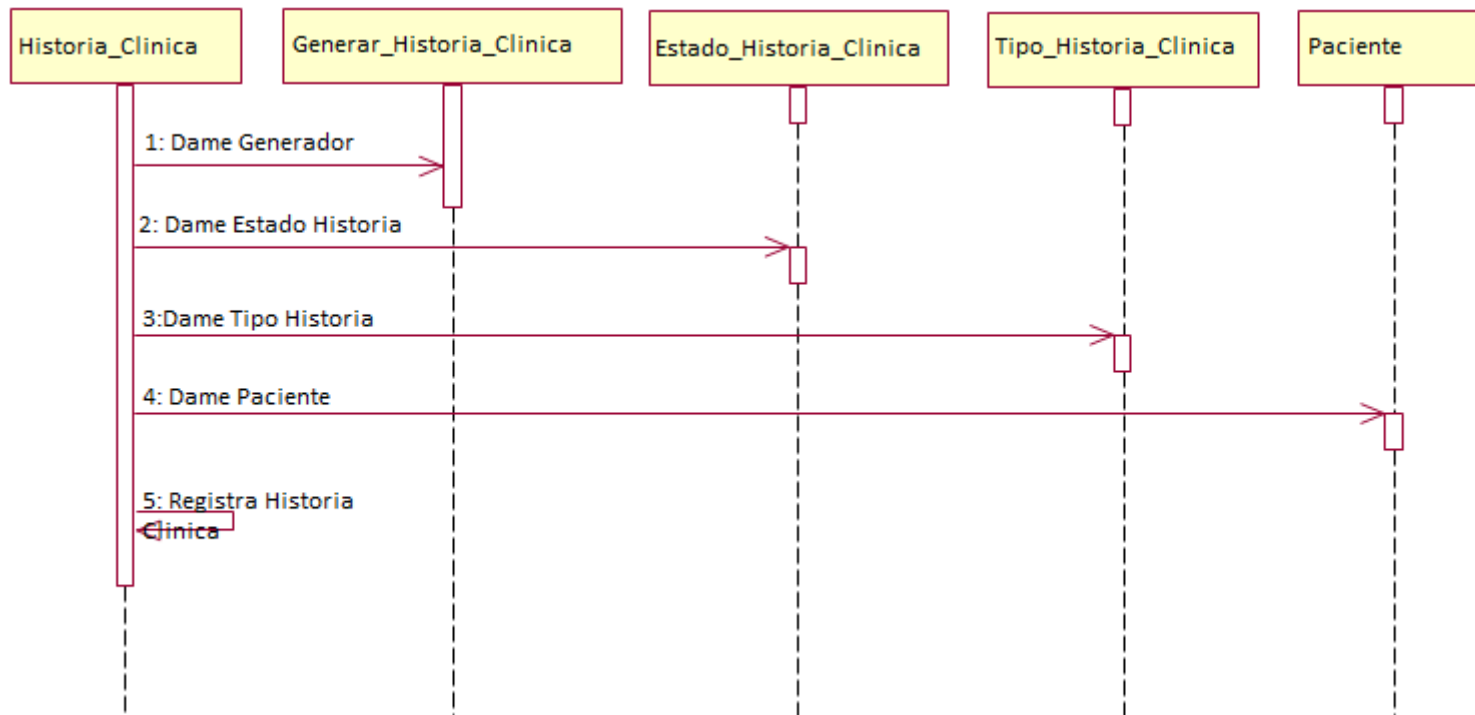 Historia_Clinica
Generar_Historia_Clinica
Estado_Historia_Clinica
Tipo_Historia_Clinica
Paciente
1: Dame Generador
2: Dame Estado Historia
3:Dame Tipo Historia
4: Dame Paciente
5: Registra Historia
Clinica